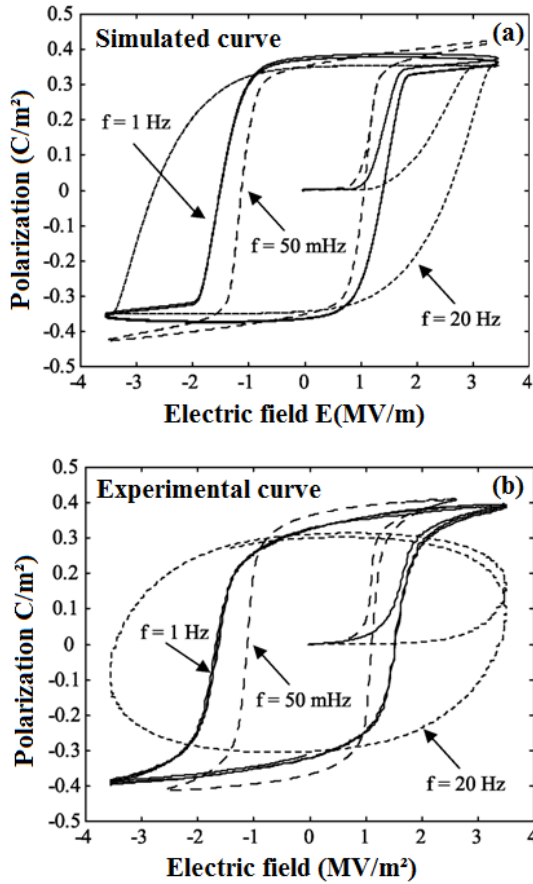 Simulated curve (a)
Polarization (C/m²)
0.5
0.4
0.3
0.2
0.1
0
-0.1
-0.2
-0.3
-0.4
-0.5
f = 1 Hz
f = 50 mHz
f = 20 Hz
-4 -3 -2 -1 0 1 2 3 4
Electric field E(MV/m)
Experimental curve (b)
Polarization C/m²)
0.5
0.4
0.3
0.2
0.1
0
-0.1
-0.2
-0.3
-0.4
-0.5
f = 1 Hz
f = 50 mHz
f = 20 Hz
-4 -3 -2 -1 0 1 2 3 4
Electric field (MV/m²)